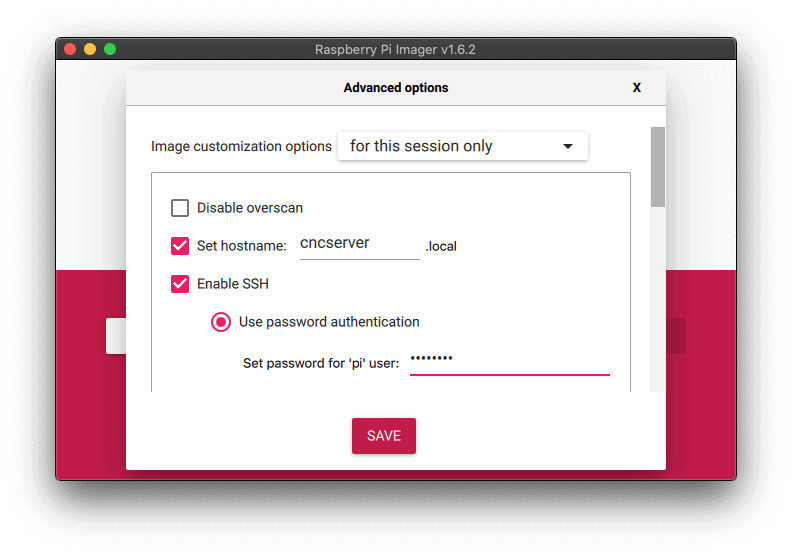 Raspberry Pi Imager v1.6.2
Advanced options X
Image customization options for this session only
Disable overscan
Set hostname: cncserver .local
Enable SSH
Use password authentication
Set password for 'pi' user: ••••••••
SAVE